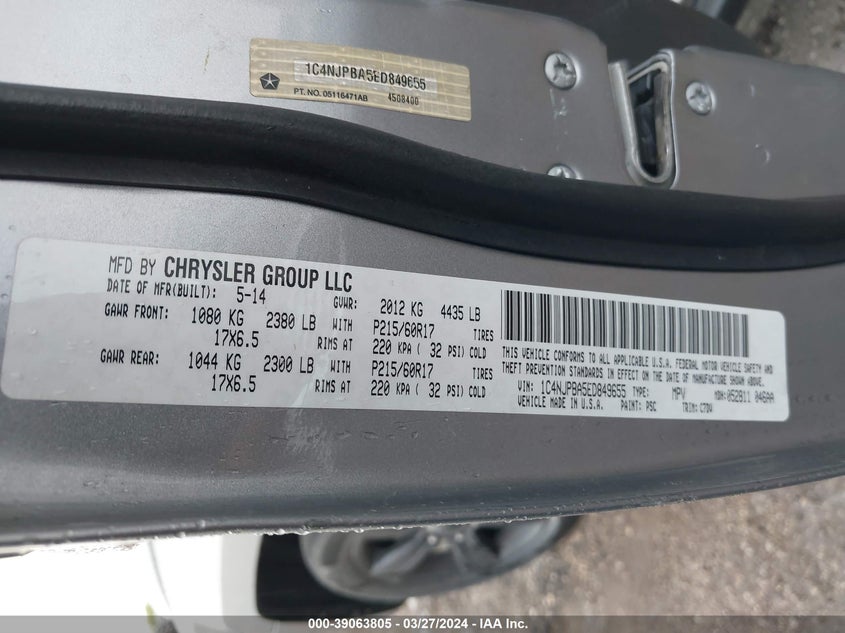 1C4NJPBA5ED849655
PT. NO. 05116471AB 4508400
MFD BY CHRYSLER GROUP LLC
DATE OF MFR(BUILT): 5-14 GVWR: 2012 KG 4435 LB
GAWR FRONT: 1080 KG 2380 LB WITH P215/60R17 TIRES
17X6.5 RIMS AT 220 KPA ( 32 PSI) COLD
GAWR REAR: 1044 KG 2300 LB WITH P215/60R17 TIRES
17X6.5 RIMS AT 220 KPA ( 32 PSI) COLD
THIS VEHICLE CONFORMS TO ALL APPLICABLE U.S.A. FEDERAL MOTOR VEHICLE SAFETY AND
THEFT PREVENTION STANDARDS IN EFFECT ON THE DATE OF MANUFACTURE SHOWN ABOVE.
VIN: 1C4NJPBA5ED849655 TYPE: MPV MDH: 052811 046AA
VEHICLE MADE IN U.S.A. PAINT: PSC TRIM: C7DV
000-39063805 - 03/27/2024 - IAA Inc.